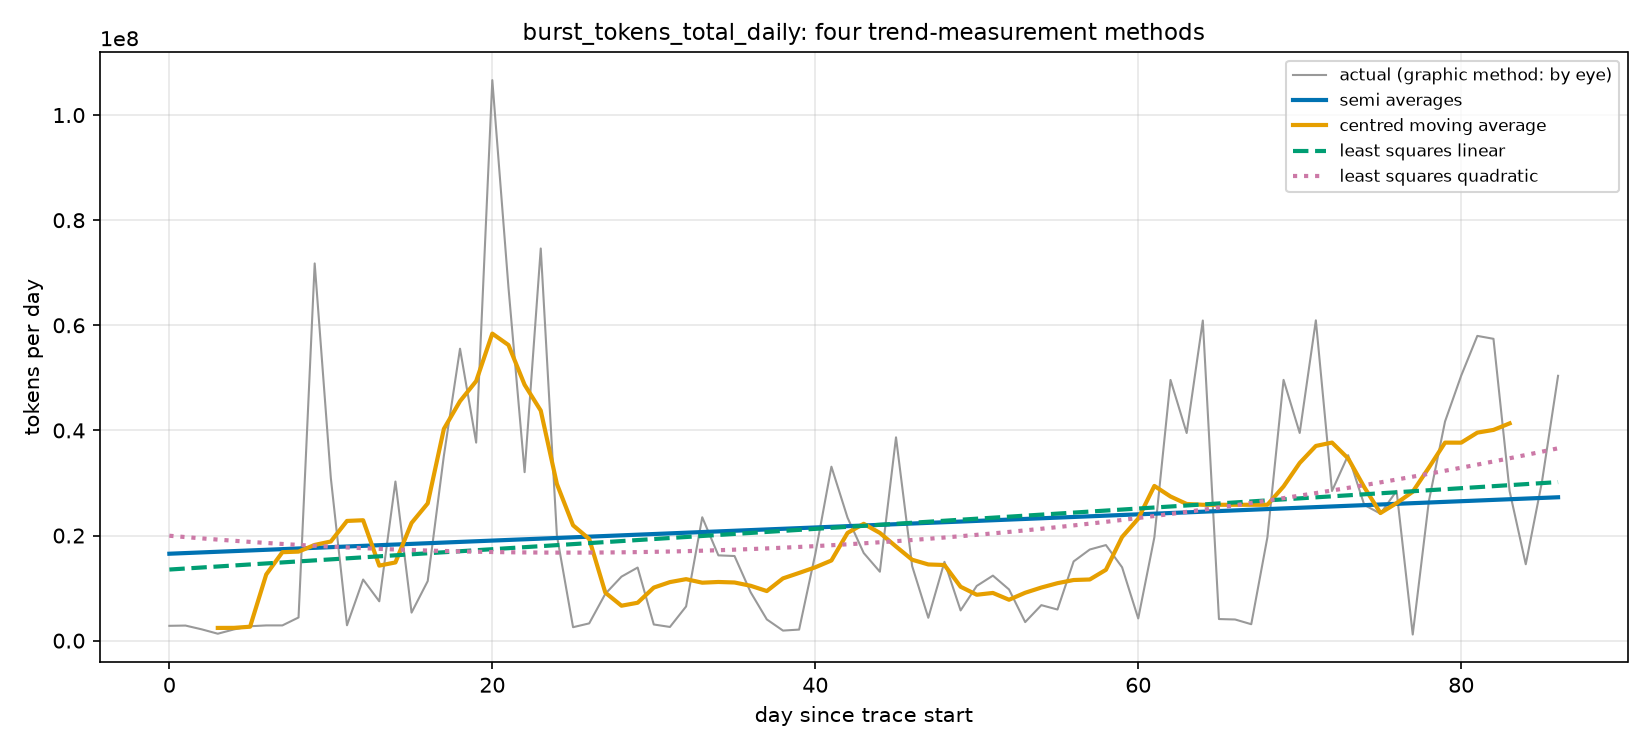 burst_tokens_total_daily: four trend-measurement methods
1e8
actual (graphic method: by eye)
semi averages
centred moving average
least squares linear
least squares quadratic
1.0
0.8
0.6
0.4
0.2
0.0
tokens per day
0 20 40 60 80
day since trace start